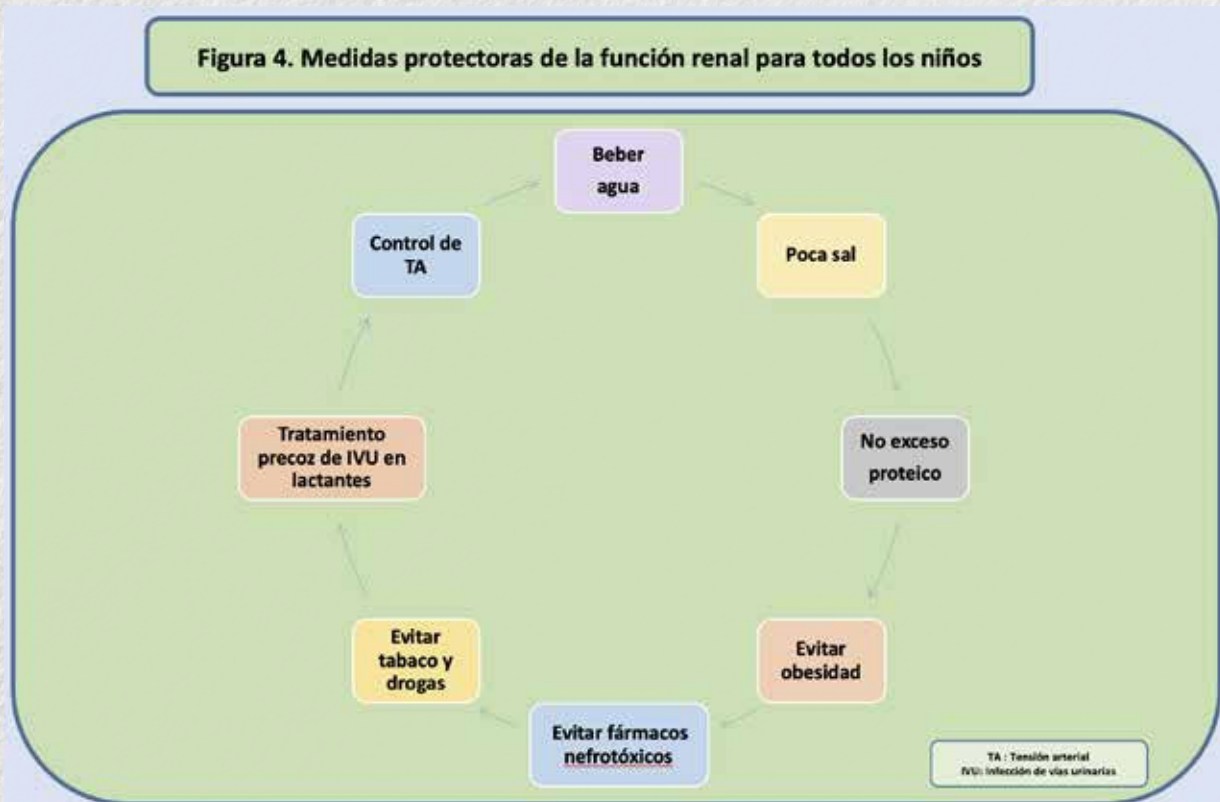 Figura 4. Medidas protectoras de la función renal para todos los niños
Beber
agua
Poca sal
No exceso
proteico
Evitar
obesidad
Evitar fármacos
nefrotóxicos
Evitar
tabaco y
drogas
Tratamiento
precoz de IVU en
lactantes
Control de
TA
TA : Tensión arterial
IVU: Infección de vías urinarias